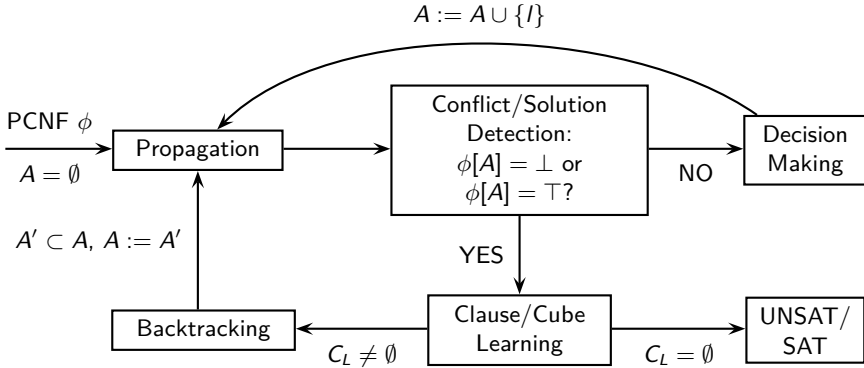 A := A ∪ {l}
PCNF ϕ
A = ∅
Propagation
Conflict/Solution
Detection:
ϕ[A] = ⊥ or
ϕ[A] = ⊤?
NO
Decision
Making
A′ ⊂ A, A := A′
YES
Backtracking
C_L ≠ ∅
Clause/Cube
Learning
C_L = ∅
UNSAT/
SAT